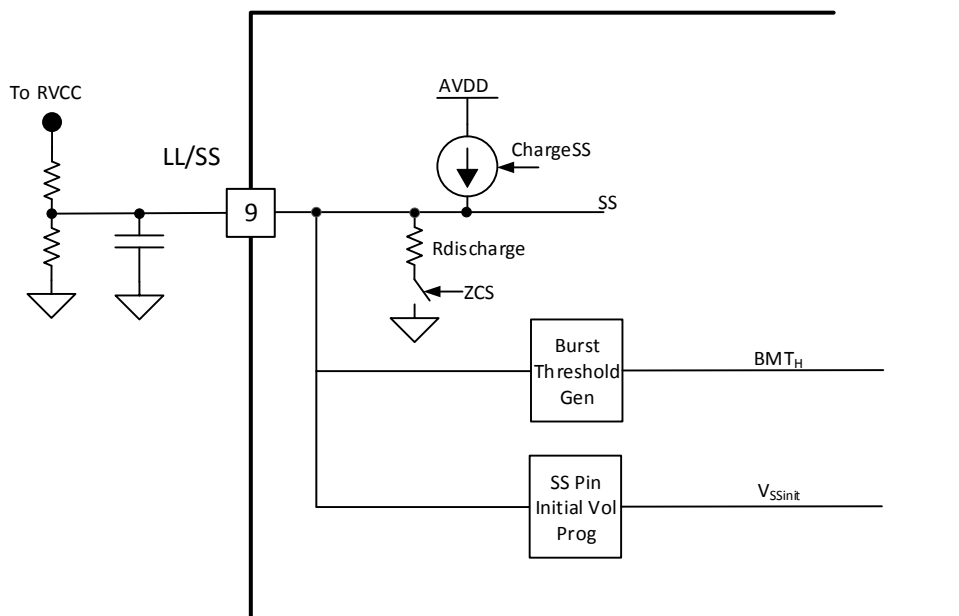 To RVCC
LL/SS
9
AVDD
ChargeSS
SS
Rdischarge
ZCS
Burst
Threshold
Gen
BMTH
SS Pin
Initial Vol
Prog
VSSinit